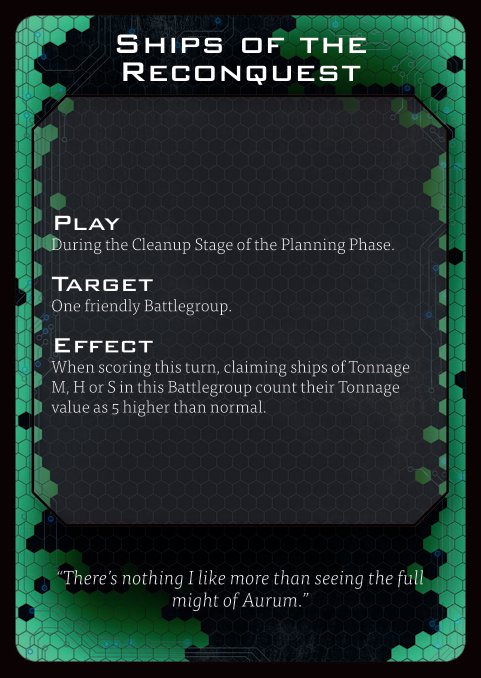 Ships of the
Reconquest
Play
During the Cleanup Stage of the Planning Phase.
Target
One friendly Battlegroup.
Effect
When scoring this turn, claiming ships of Tonnage
M, H or S in this Battlegroup count their Tonnage
value as 5 higher than normal.
“There’s nothing I like more than seeing the full
might of Aurum.”